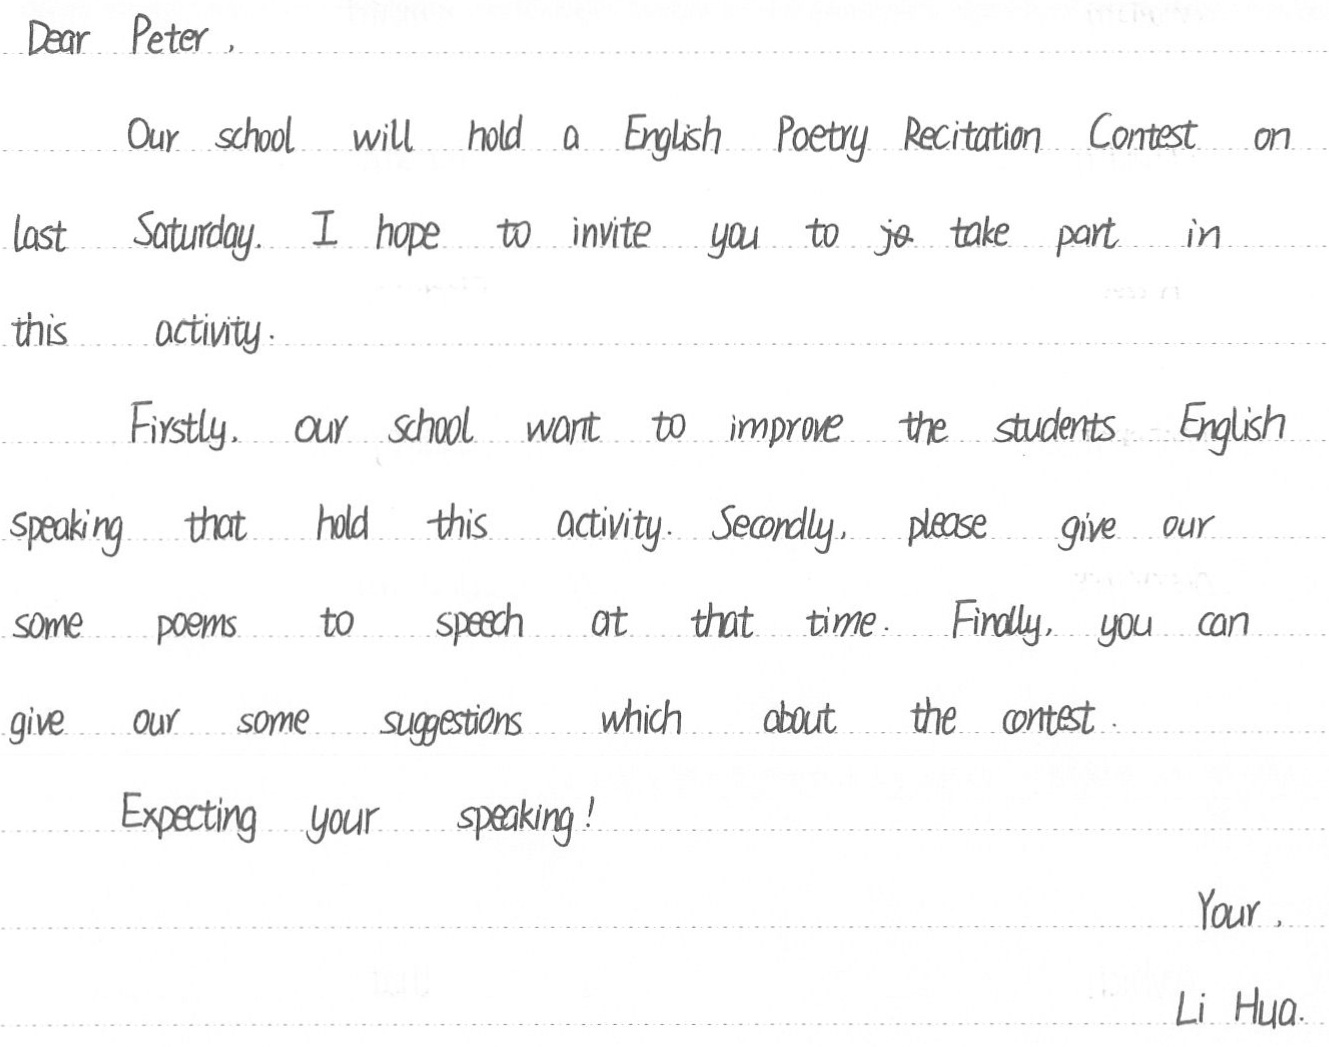 Dear Peter,
Our school will hold a English Poetry Recitation Contest on
last Saturday. I hope to invite you to take part in
this activity.
Firstly, our school want to improve the students English
speaking that hold this activity. Secondly, please give our
some poems to speech at that time. Finally, you can
give our some suggestions which about the contest.
Expecting your speaking!
Your,
Li Hua.